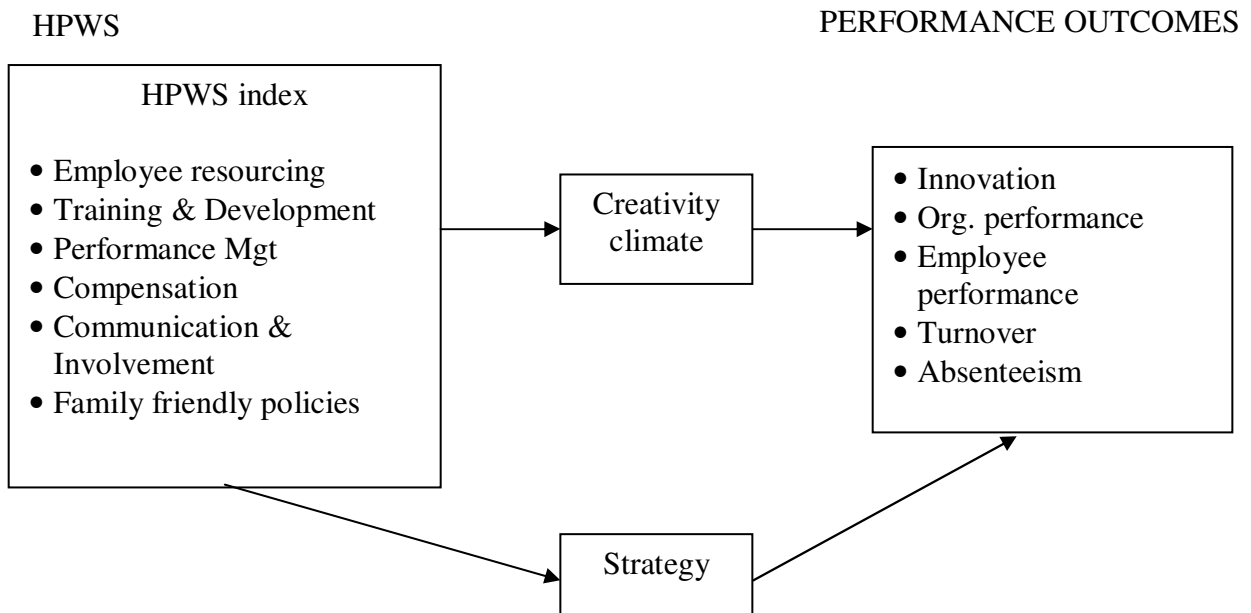 HPWS
PERFORMANCE OUTCOMES
HPWS index
• Employee resourcing
• Training & Development
• Performance Mgt
• Compensation
• Communication &
Involvement
• Family friendly policies
Creativity
climate
• Innovation
• Org. performance
• Employee
performance
• Turnover
• Absenteeism
Strategy